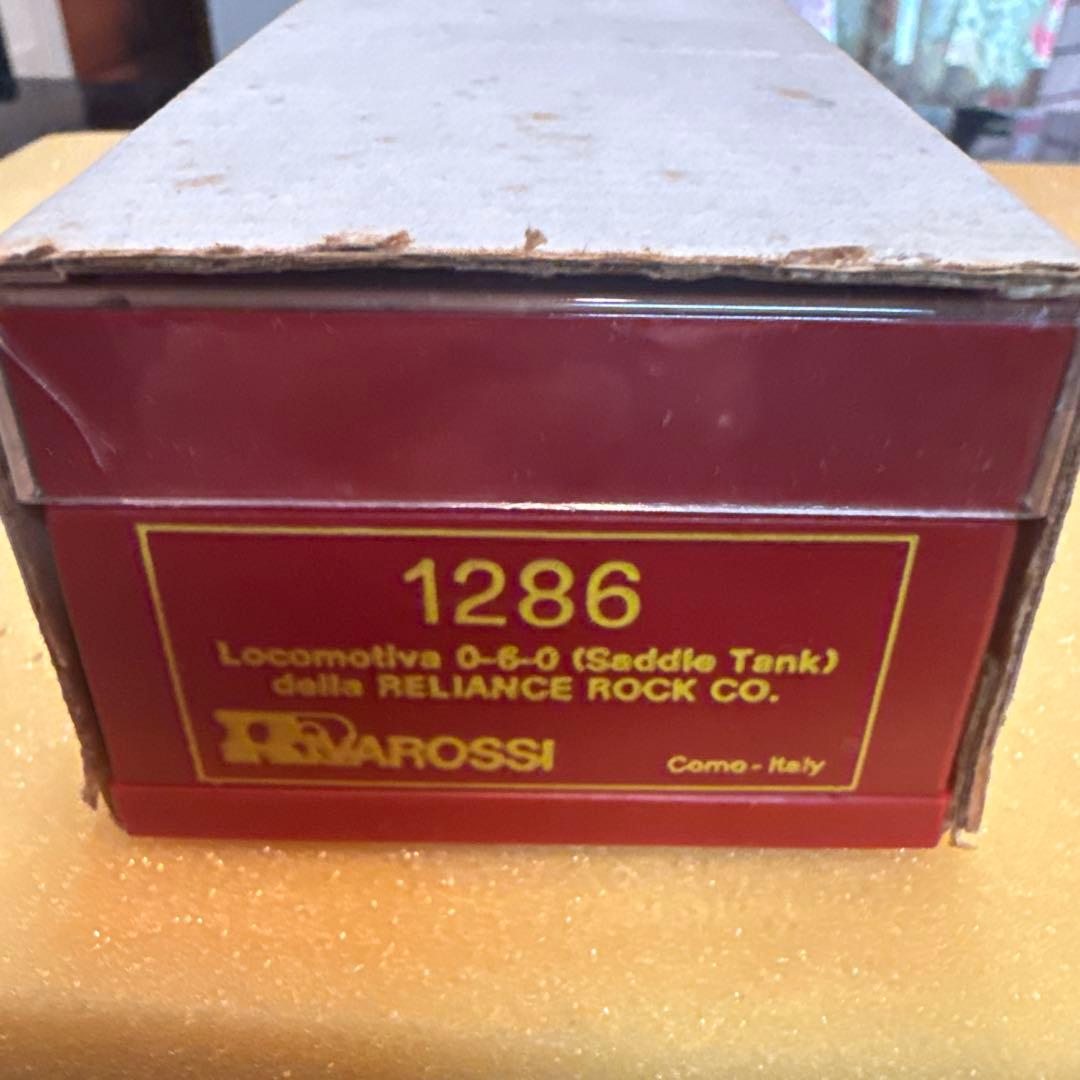 1286
Locomotiva 0-6-0 (Saddle Tank)
della RELIANCE ROCK CO.
RIVAROSSI
Como - Italy